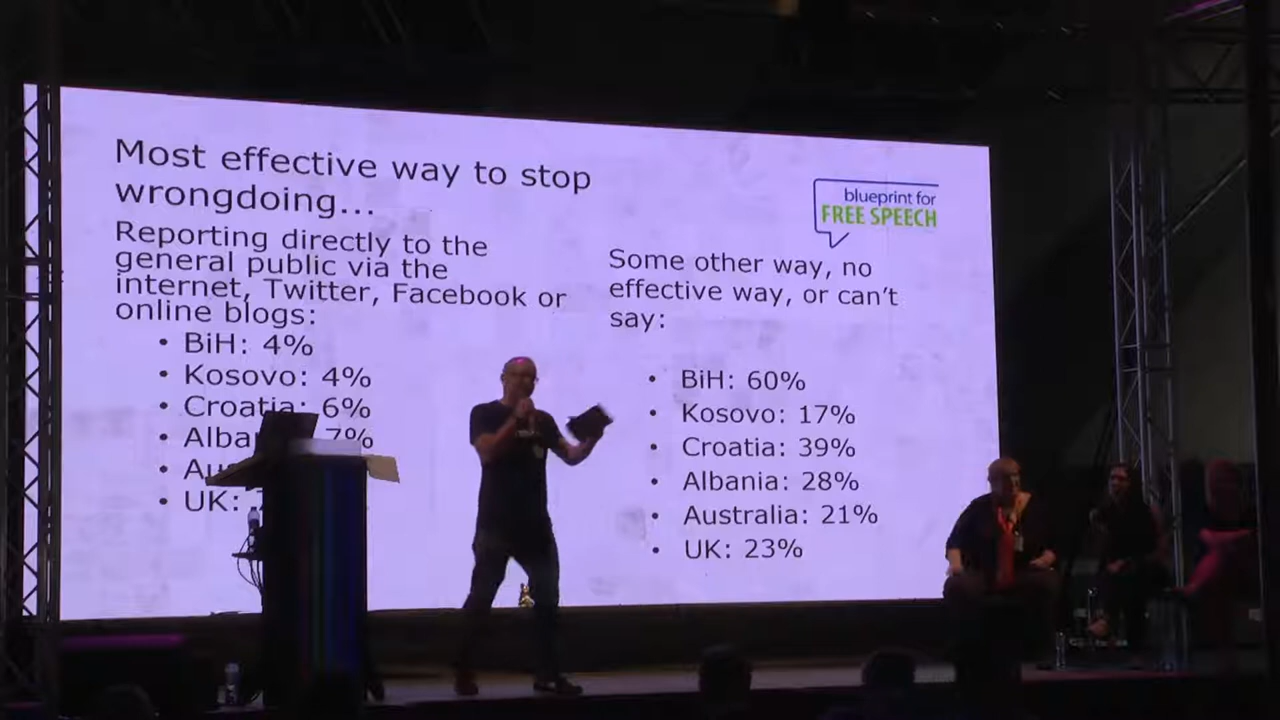 Most effective way to stop
wrongdoing...
Reporting directly to the
general public via the
internet, Twitter, Facebook or
online blogs:
• BiH: 4%
• Kosovo: 4%
• Croatia: 6%
• 7%
•
• UK:
blueprint for
FREE SPEECH
Some other way, no
effective way, or can't
say:
• BiH: 60%
• Kosovo: 17%
• Croatia: 39%
• Albania: 28%
• Australia: 21%
• UK: 23%